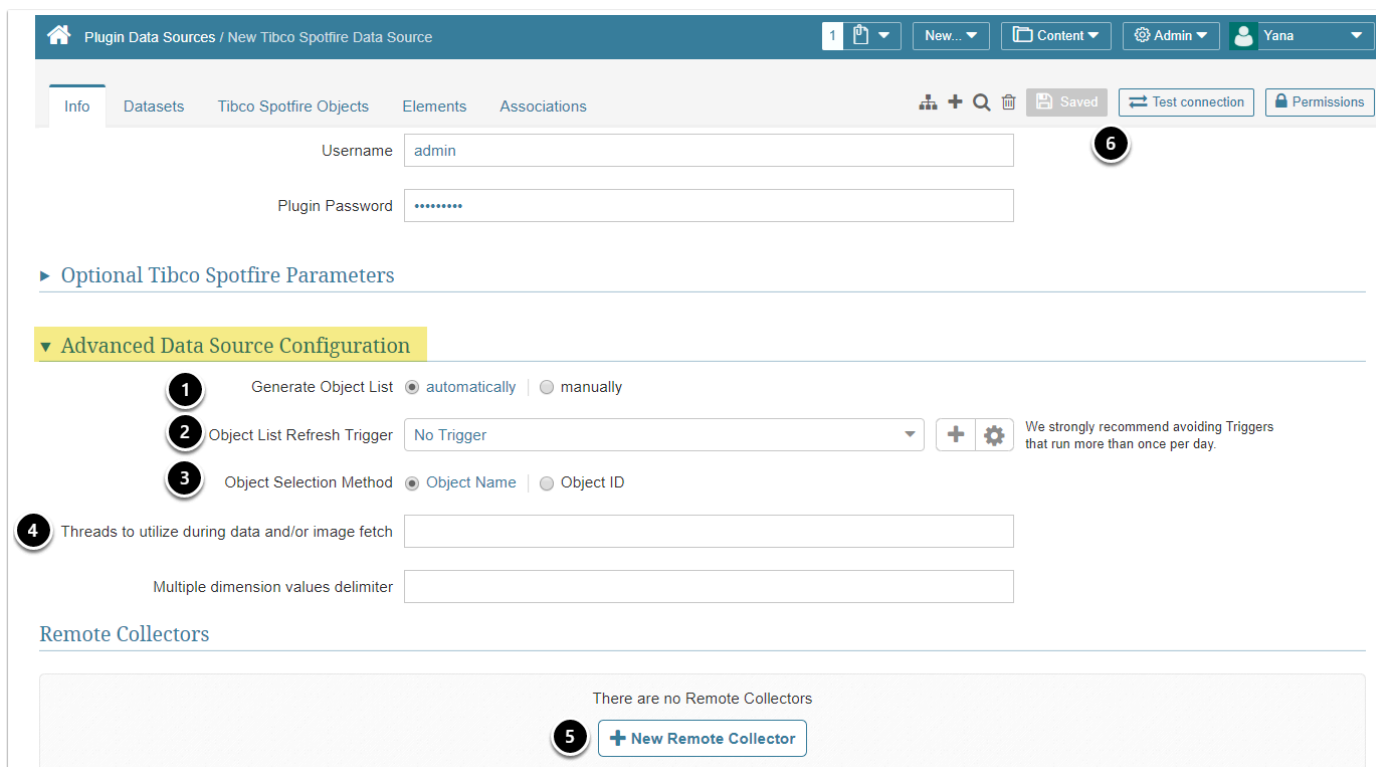 Plugin Data Sources / New Tibco Spotfire Data Source 1 New... Content Admin Yana
Info Datasets Tibco Spotfire Objects Elements Associations Saved Test connection Permissions
6
Username admin
Plugin Password •••••••••
Optional Tibco Spotfire Parameters
Advanced Data Source Configuration
1 Generate Object List automatically manually
2 Object List Refresh Trigger No Trigger We strongly recommend avoiding Triggers
that run more than once per day.
3 Object Selection Method Object Name Object ID
4 Threads to utilize during data and/or image fetch
Multiple dimension values delimiter
Remote Collectors
There are no Remote Collectors
5 New Remote Collector